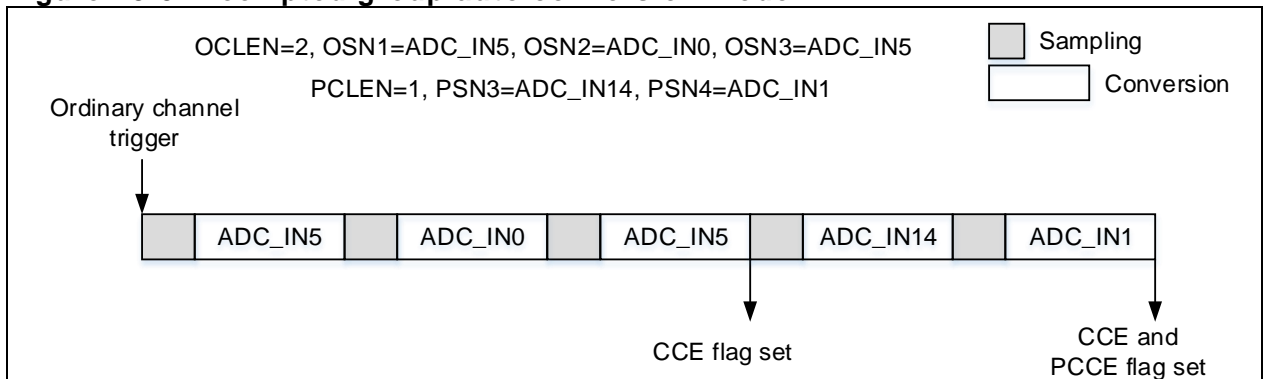 OCLEN=2, OSN1=ADC_IN5, OSN2=ADC_IN0, OSN3=ADC_IN5
PCLEN=1, PSN3=ADC_IN14, PSN4=ADC_IN1
Sampling
Conversion
Ordinary channel
trigger
ADC_IN5
ADC_IN0
ADC_IN5
ADC_IN14
ADC_IN1
CCE flag set
CCE and
PCCE flag set